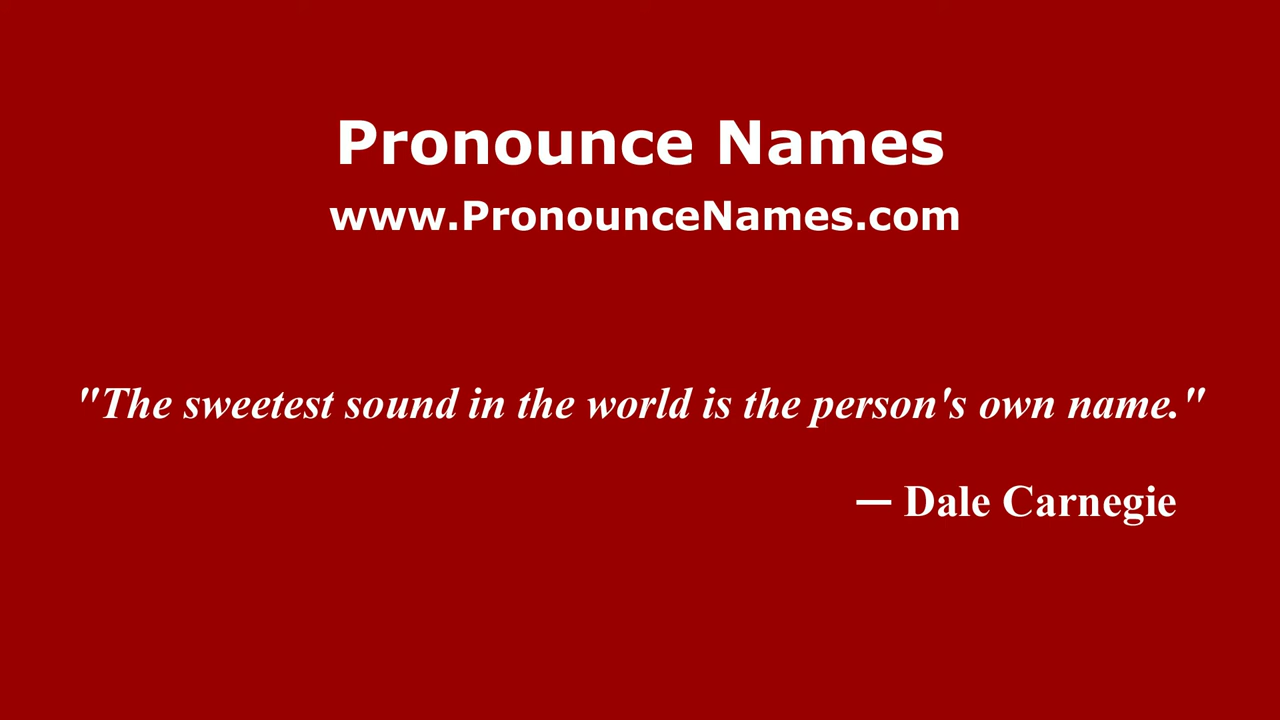 Pronounce Names
www.PronounceNames.com
"The sweetest sound in the world is the person's own name."
— Dale Carnegie